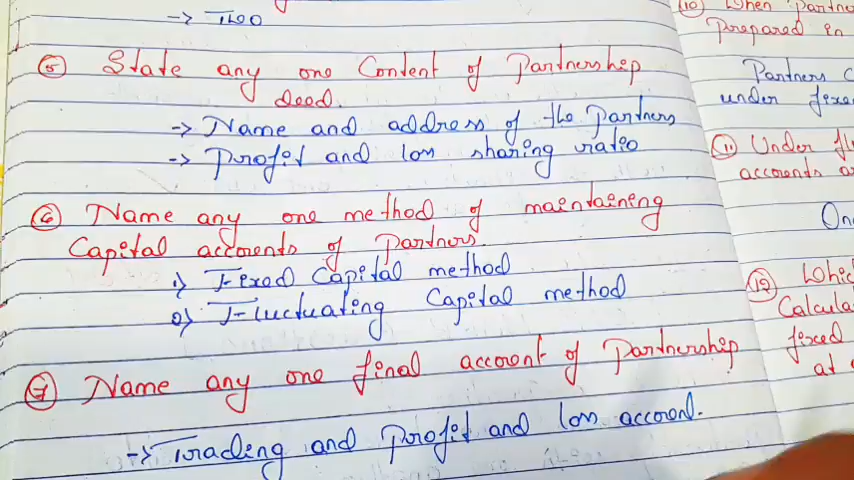 → Two
⑤ State any one Content of Partnership
deed.
→ Name and address of the Partners
→ Profit and loss sharing ratio
⑥ Name any one method of maintaining
Capital accounts of Partners.
1) Fixed Capital method
2) Fluctuating Capital method
⑦ Name any one final account of Partnership
→ Trading and Profit and loss account.
⑩ When Partne
Prepared in
Partners C
under fixe
⑪ Under fl
accounts a
On
⑫ Whic
Calcula
fixed
at